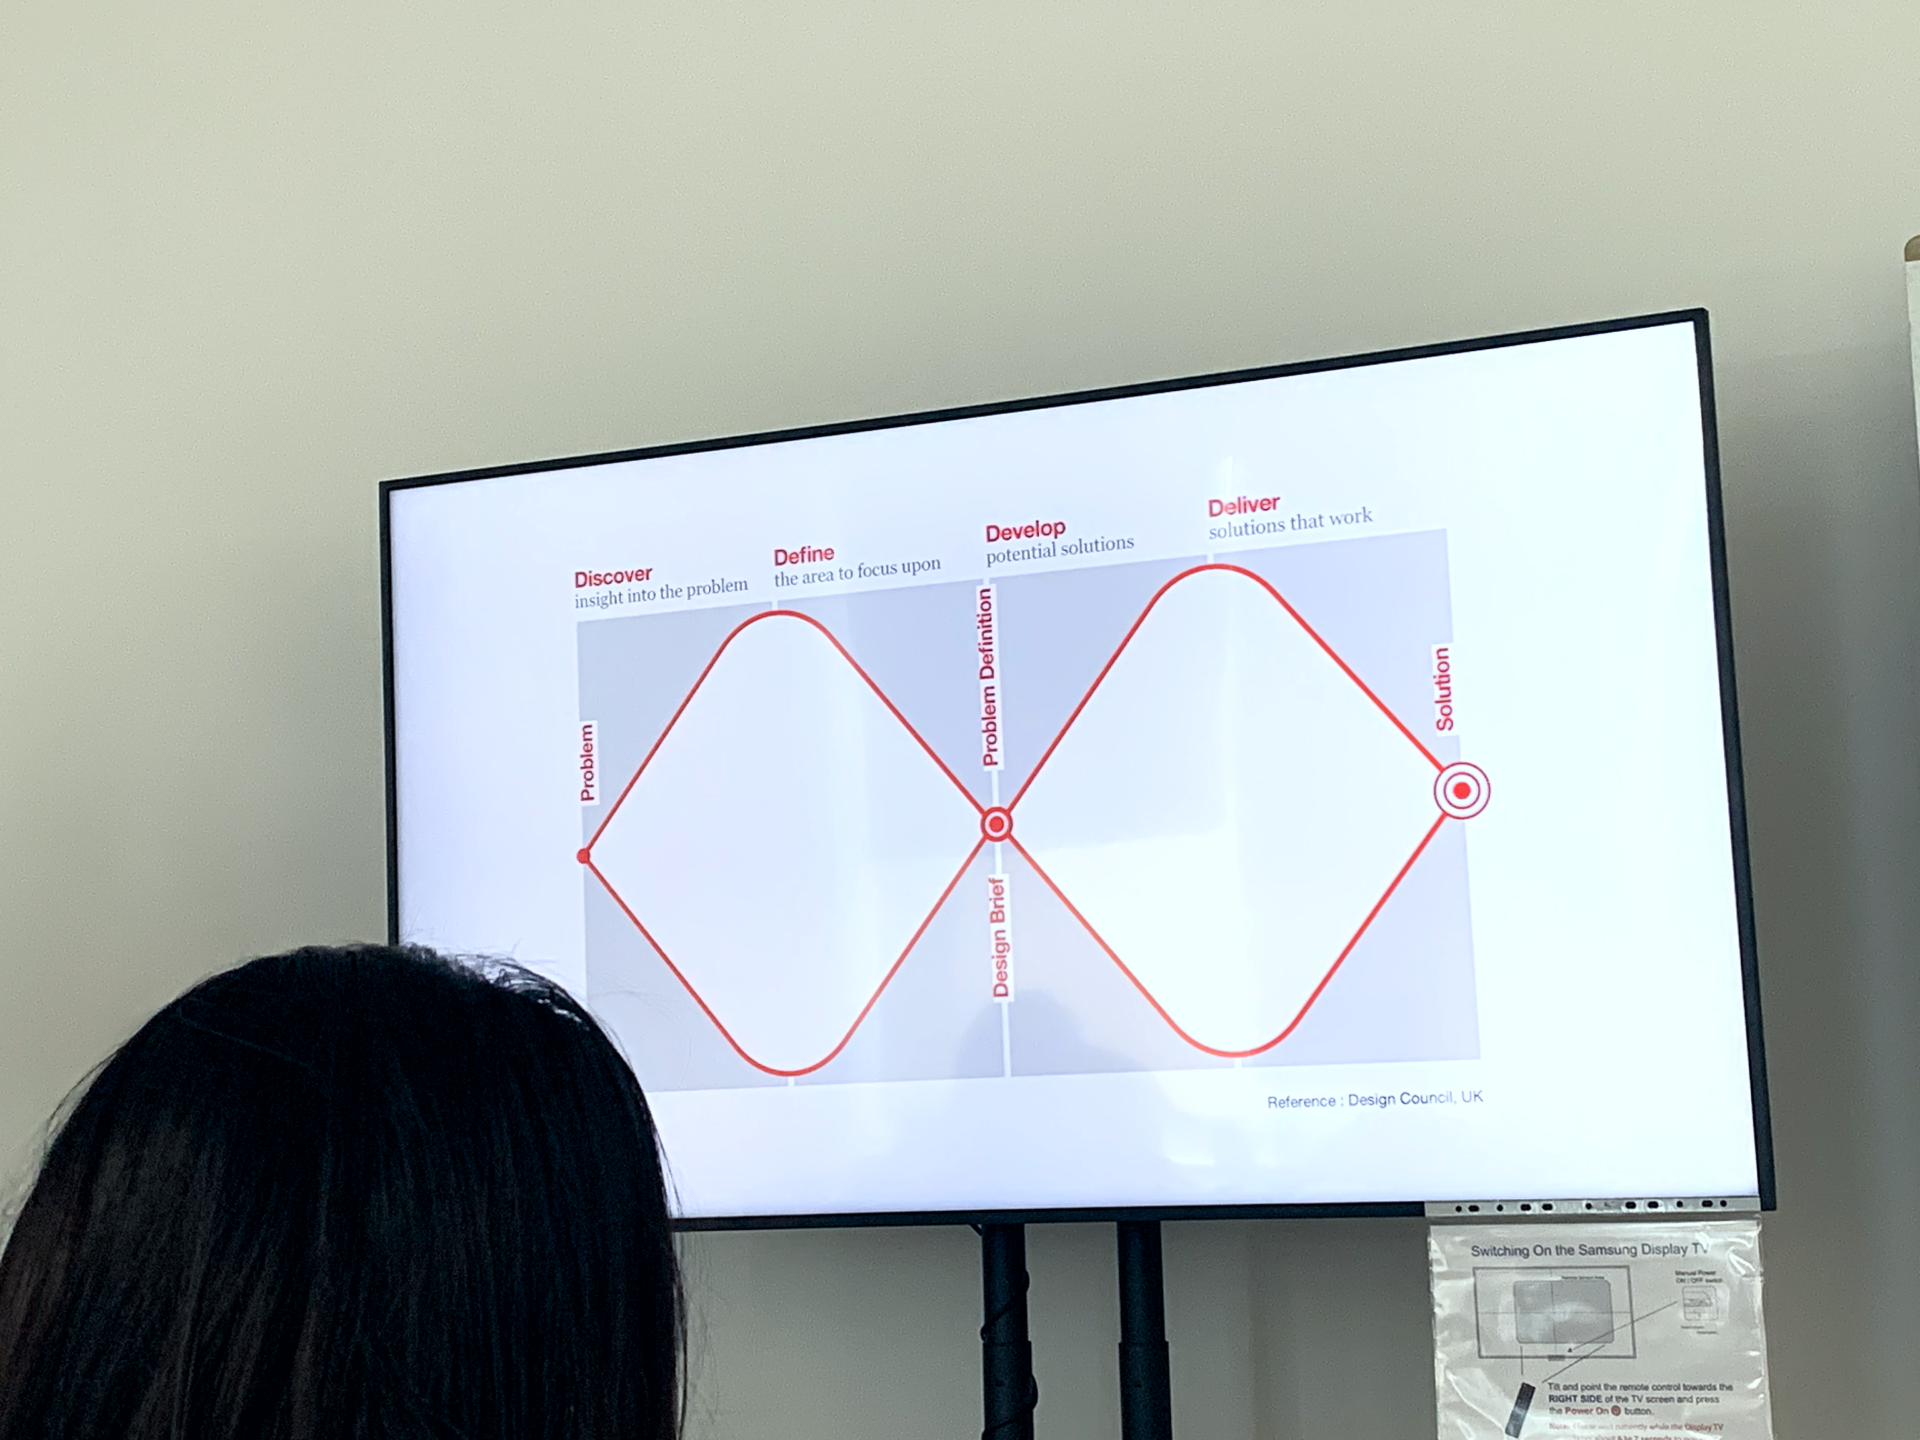 Discover
insight into the problem
Define
the area to focus upon
Develop
potential solutions
Deliver
solutions that work
Problem
Problem Definition
Design Brief
Solution
Reference : Design Council, UK
Switching On the Samsung Display TV
Manual Power
ON / OFF switch
Tilt and point the remote control towards the
RIGHT SIDE of the TV screen and press
the Power On button.